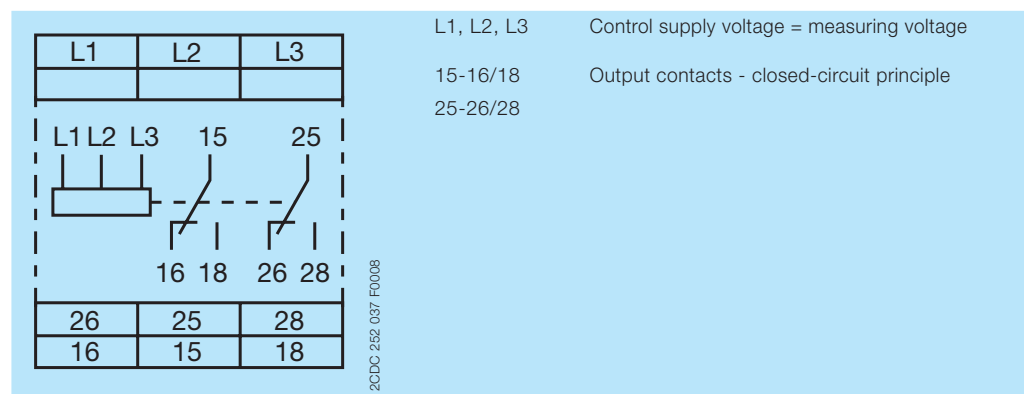 L1 L2 L3
L1 L2 L3 15 25
16 18 26 28
26 25 28
16 15 18
2CDC 252 037 F0008
L1, L2, L3 Control supply voltage = measuring voltage
15-16/18 Output contacts - closed-circuit principle
25-26/28